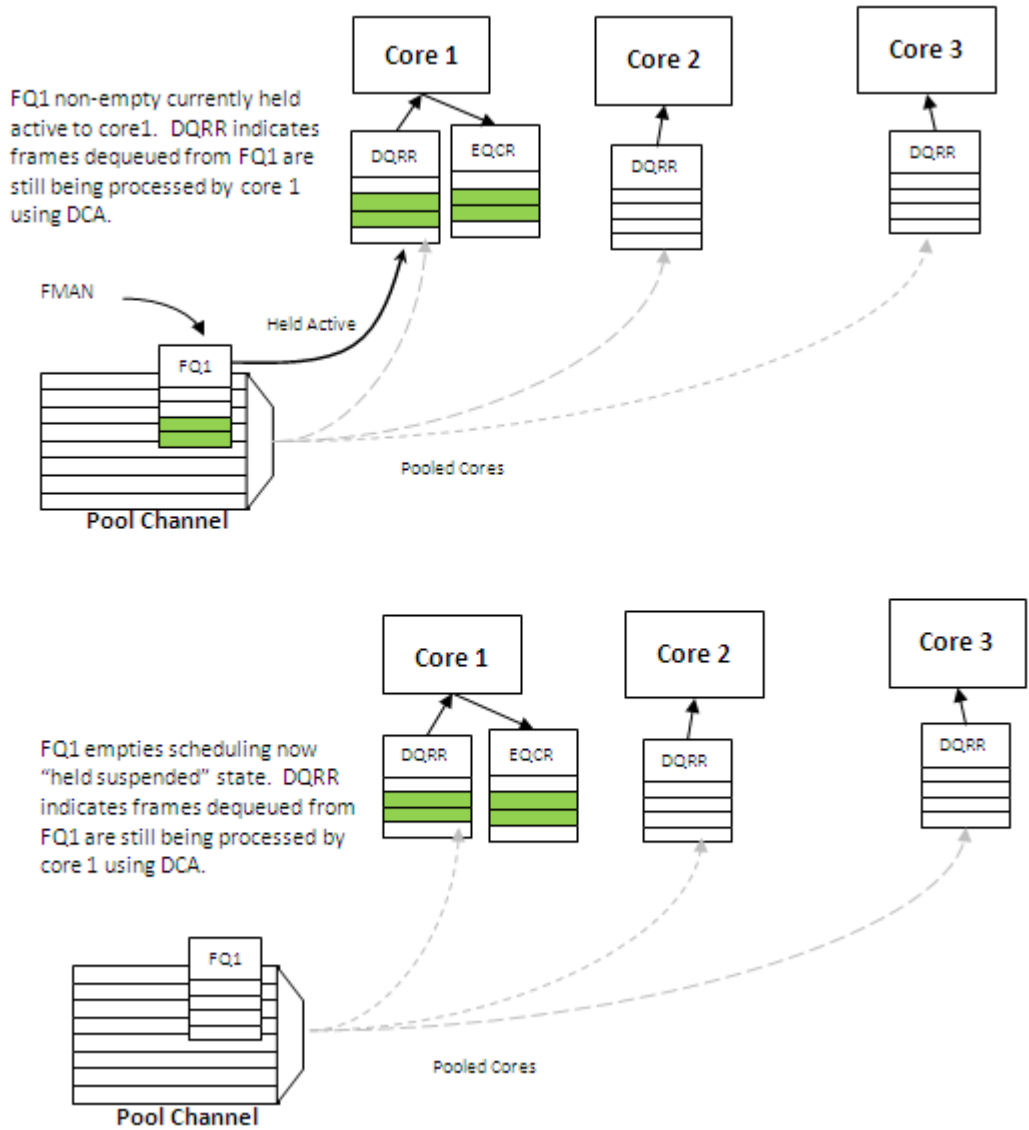 Core 1
Core 2
Core 3
FQ1 non-empty currently held
active to core1. DQRR indicates
frames dequeued from FQ1 are
still being processed by core 1
using DCA.
DQRR
EQCR
DQRR
DQRR
FMAN
Held Active
FQ1
Pooled Cores
Pool Channel
Core 1
Core 2
Core 3
FQ1 empties scheduling now
“held suspended” state. DQRR
indicates frames dequeued from
FQ1 are still being processed by
core 1 using DCA.
DQRR
EQCR
DQRR
DQRR
FQ1
Pooled Cores
Pool Channel